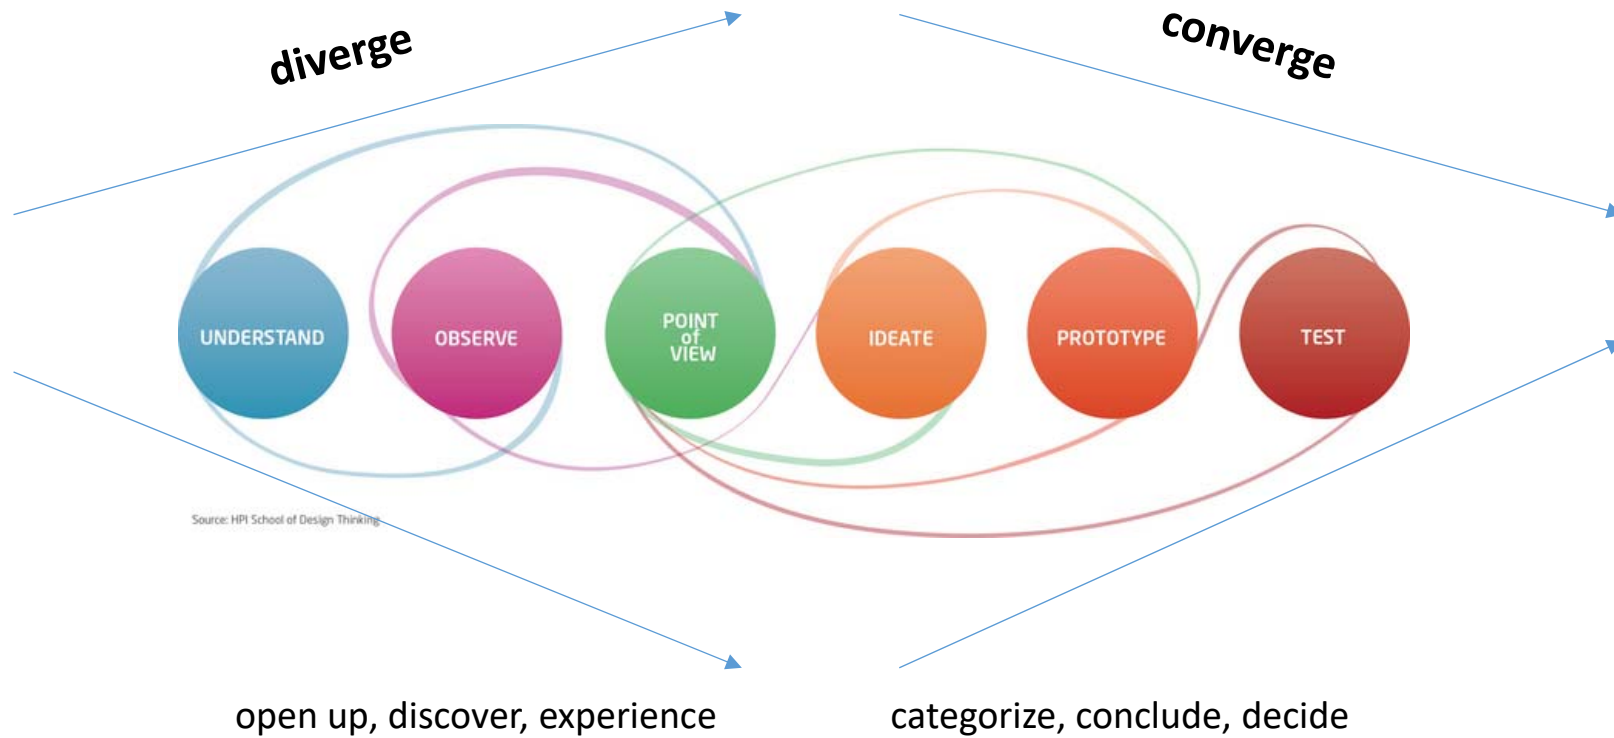 diverge
converge
UNDERSTAND
OBSERVE
POINT
of
VIEW
IDEATE
PROTOTYPE
TEST
Source: HPI School of Design Thinking
open up, discover, experience
categorize, conclude, decide